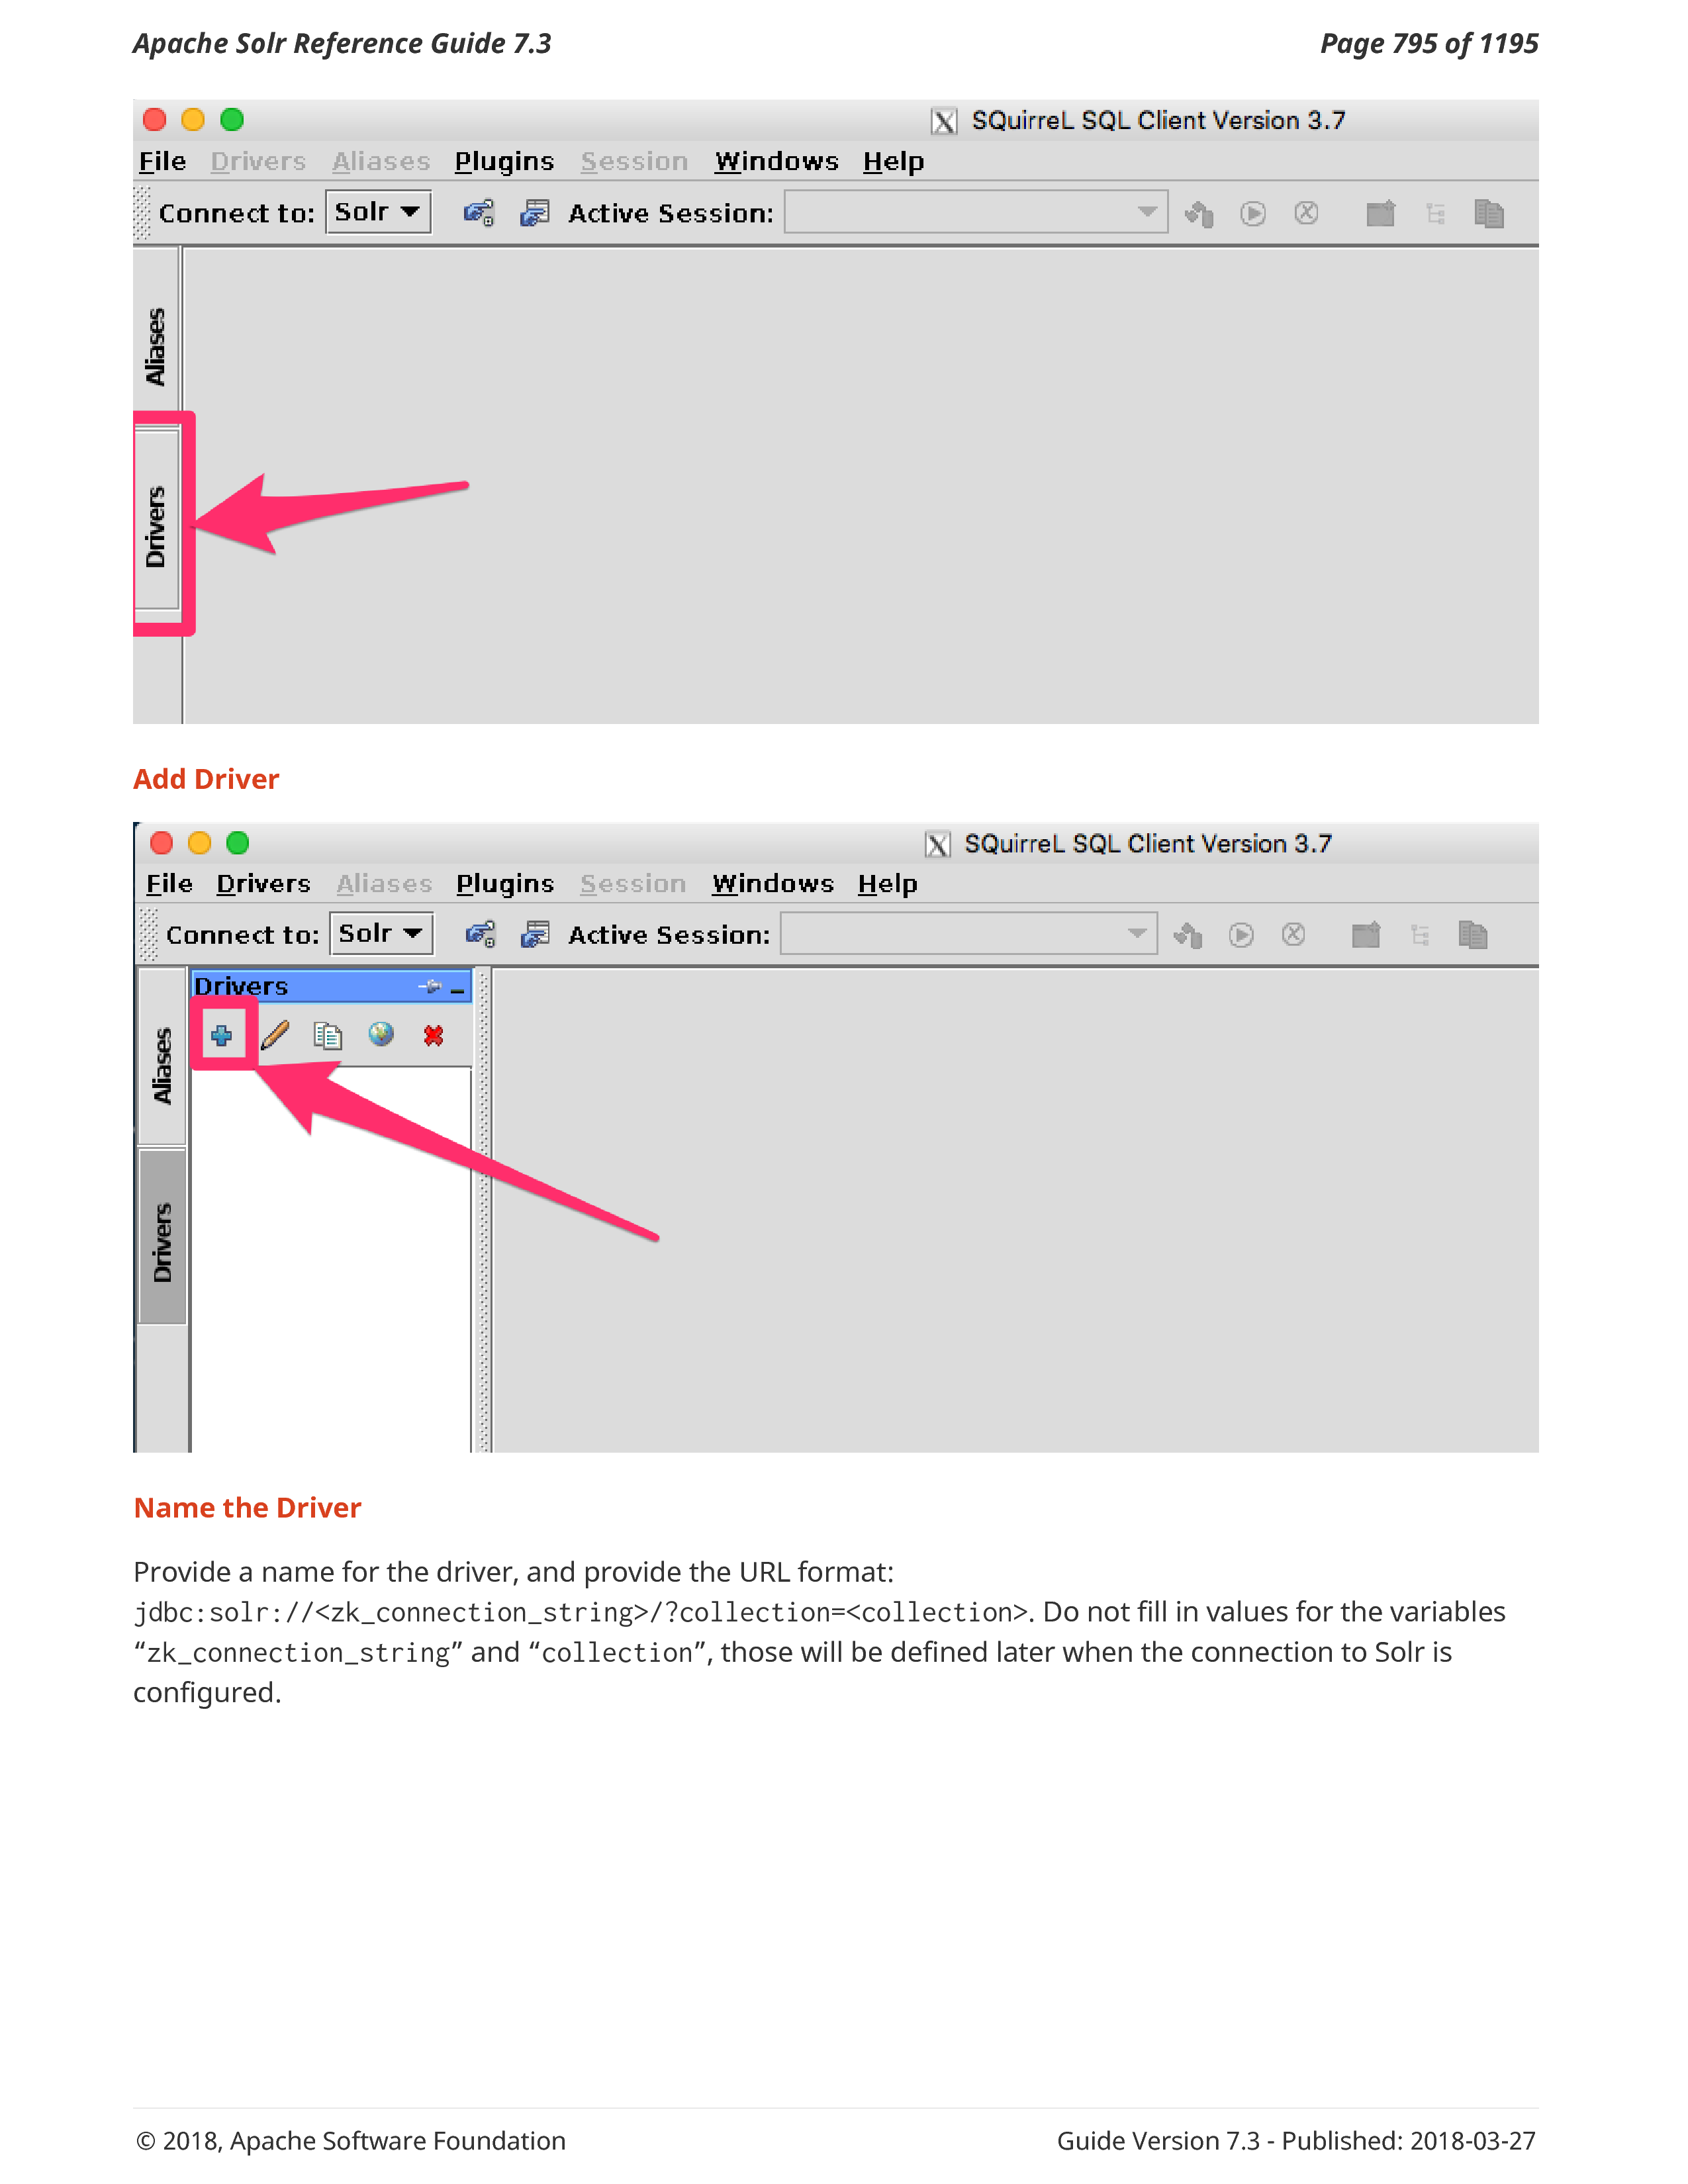 Apache Solr Reference Guide 7.3
Page 795 of 1195
SQuirreL SQL Client Version 3.7
File Drivers Aliases Plugins Session Windows Help
Connect to: Solr Active Session:
Aliases
Drivers
Add Driver
SQuirreL SQL Client Version 3.7
File Drivers Aliases Plugins Session Windows Help
Connect to: Solr Active Session:
Drivers
Aliases
Drivers
Name the Driver
Provide a name for the driver, and provide the URL format:
jdbc:solr://<zk_connection_string>/?collection=<collection>. Do not fill in values for the variables
“zk_connection_string” and “collection”, those will be defined later when the connection to Solr is
configured.
© 2018, Apache Software Foundation
Guide Version 7.3 - Published: 2018-03-27